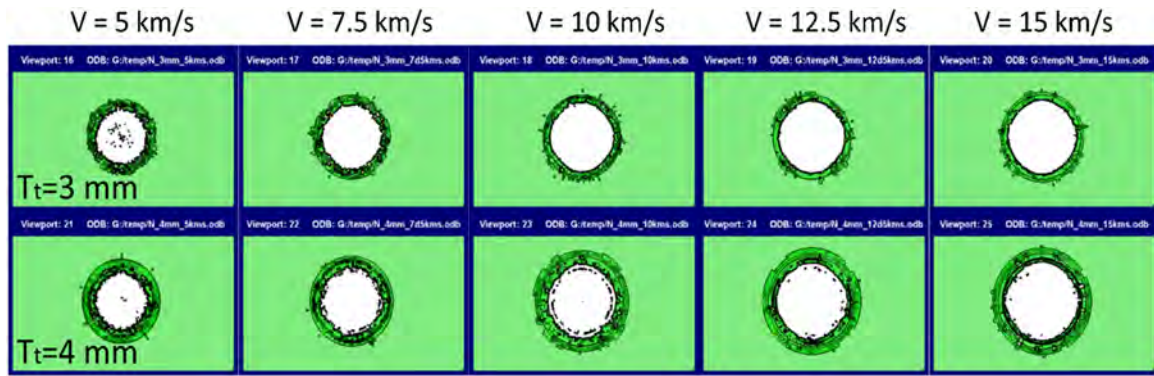 V = 5 km/s V = 7.5 km/s V = 10 km/s V = 12.5 km/s V = 15 km/s
Viewport: 16 ODB: G:/temp/N_3mm_5kms.odb Viewport: 17 ODB: G:/temp/N_3mm_7d5kms.odb Viewport: 18 ODB: G:/temp/N_3mm_10kms.odb Viewport: 19 ODB: G:/temp/N_3mm_12d5kms.odb Viewport: 20 ODB: G:/temp/N_3mm_15kms.odb
Tt=3 mm
Viewport: 21 ODB: G:/temp/N_4mm_5kms.odb Viewport: 22 ODB: G:/temp/N_4mm_7d5kms.odb Viewport: 23 ODB: G:/temp/N_4mm_10kms.odb Viewport: 24 ODB: G:/temp/N_4mm_12d5kms.odb Viewport: 25 ODB: G:/temp/N_4mm_15kms.odb
Tt=4 mm